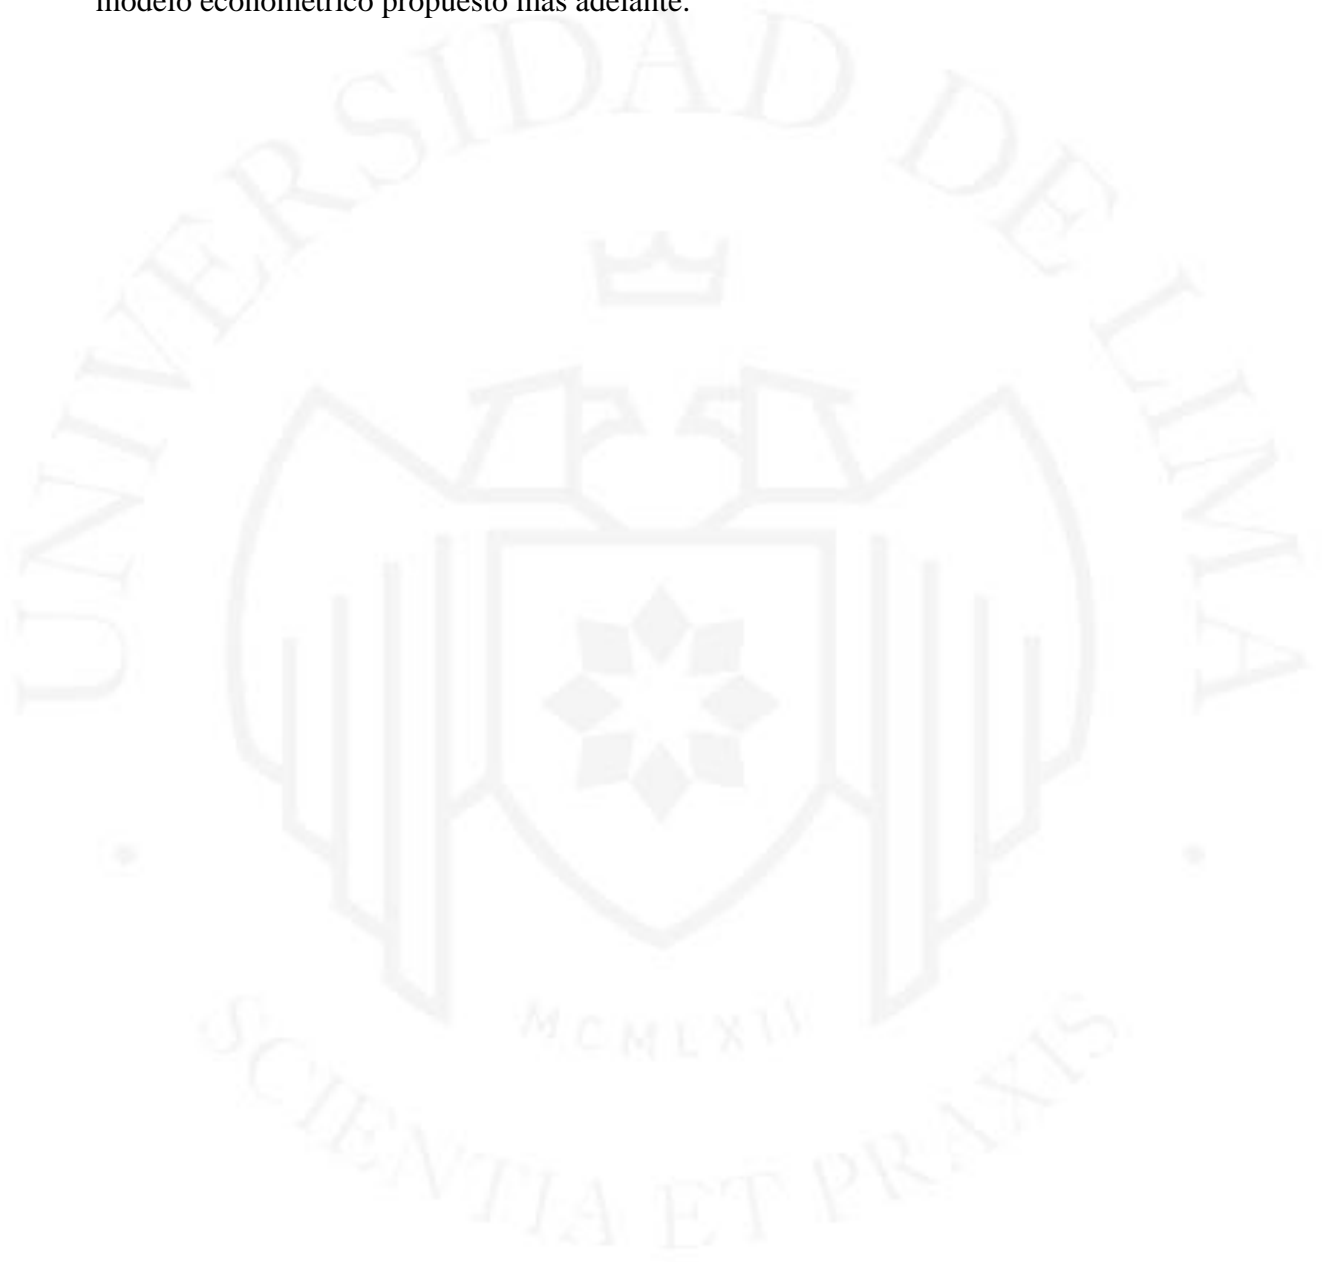 modelo econométrico propuesto más adelante.
UNIVERSIDAD DE LIMA
MCMLXII
SCIENTIA ET PRAXIS